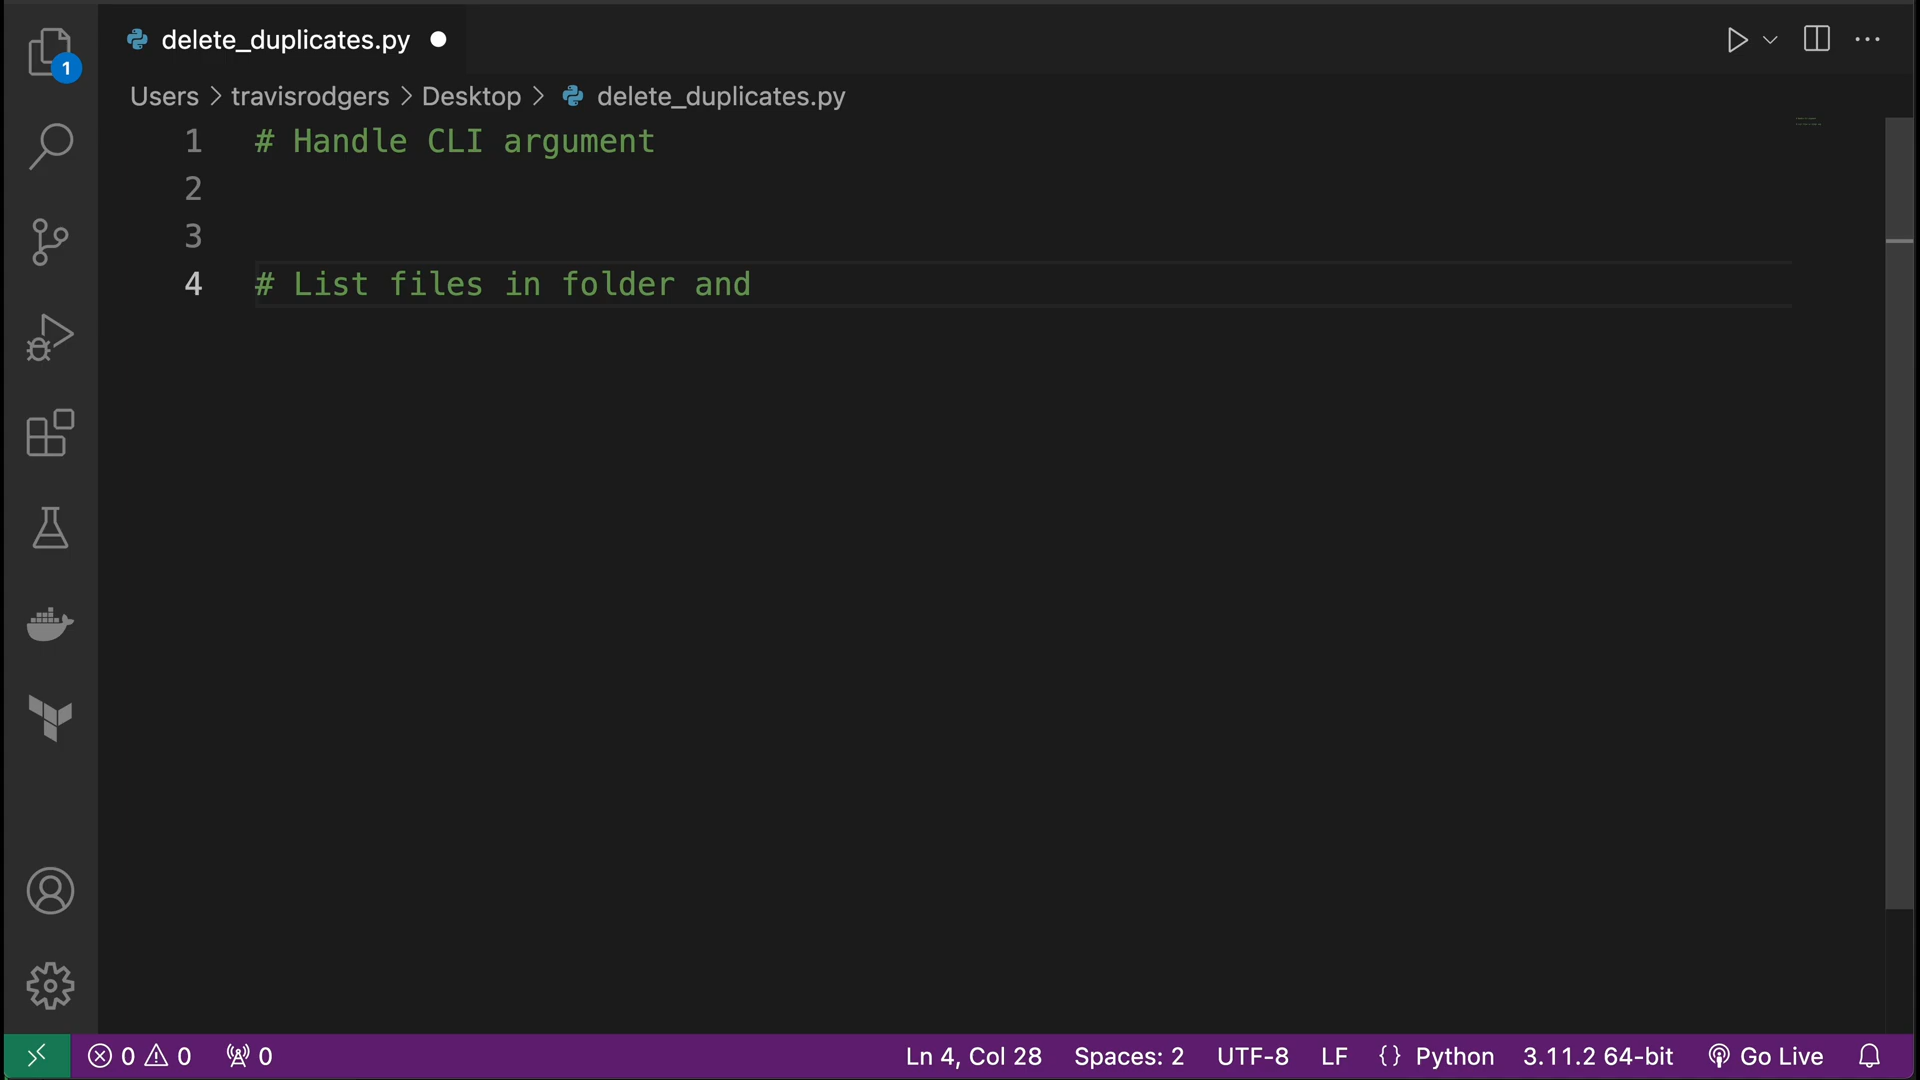 delete_duplicates.py
1
Users > travisrodgers > Desktop > delete_duplicates.py
1 # Handle CLI argument
2
3
4 # List files in folder and
0 0 0 Ln 4, Col 28 Spaces: 2 UTF-8 LF {} Python 3.11.2 64-bit Go Live